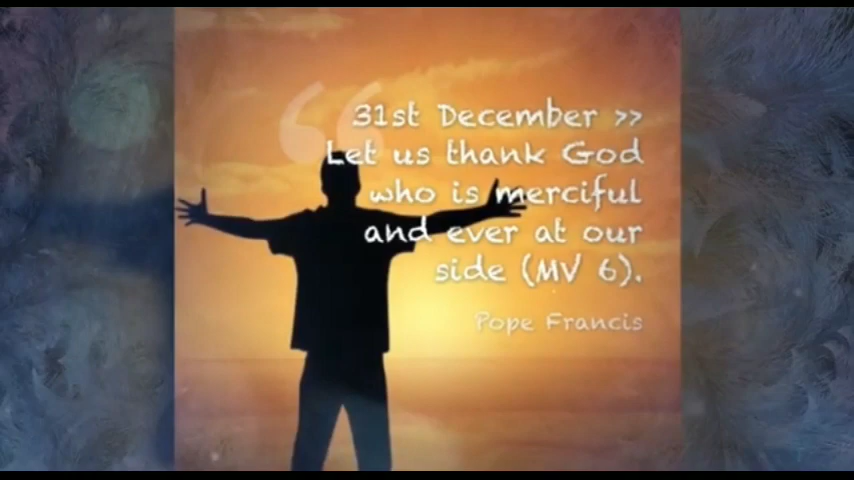 31st December >>
Let us thank God
who is merciful
and ever at our
side (MV 6).
Pope Francis